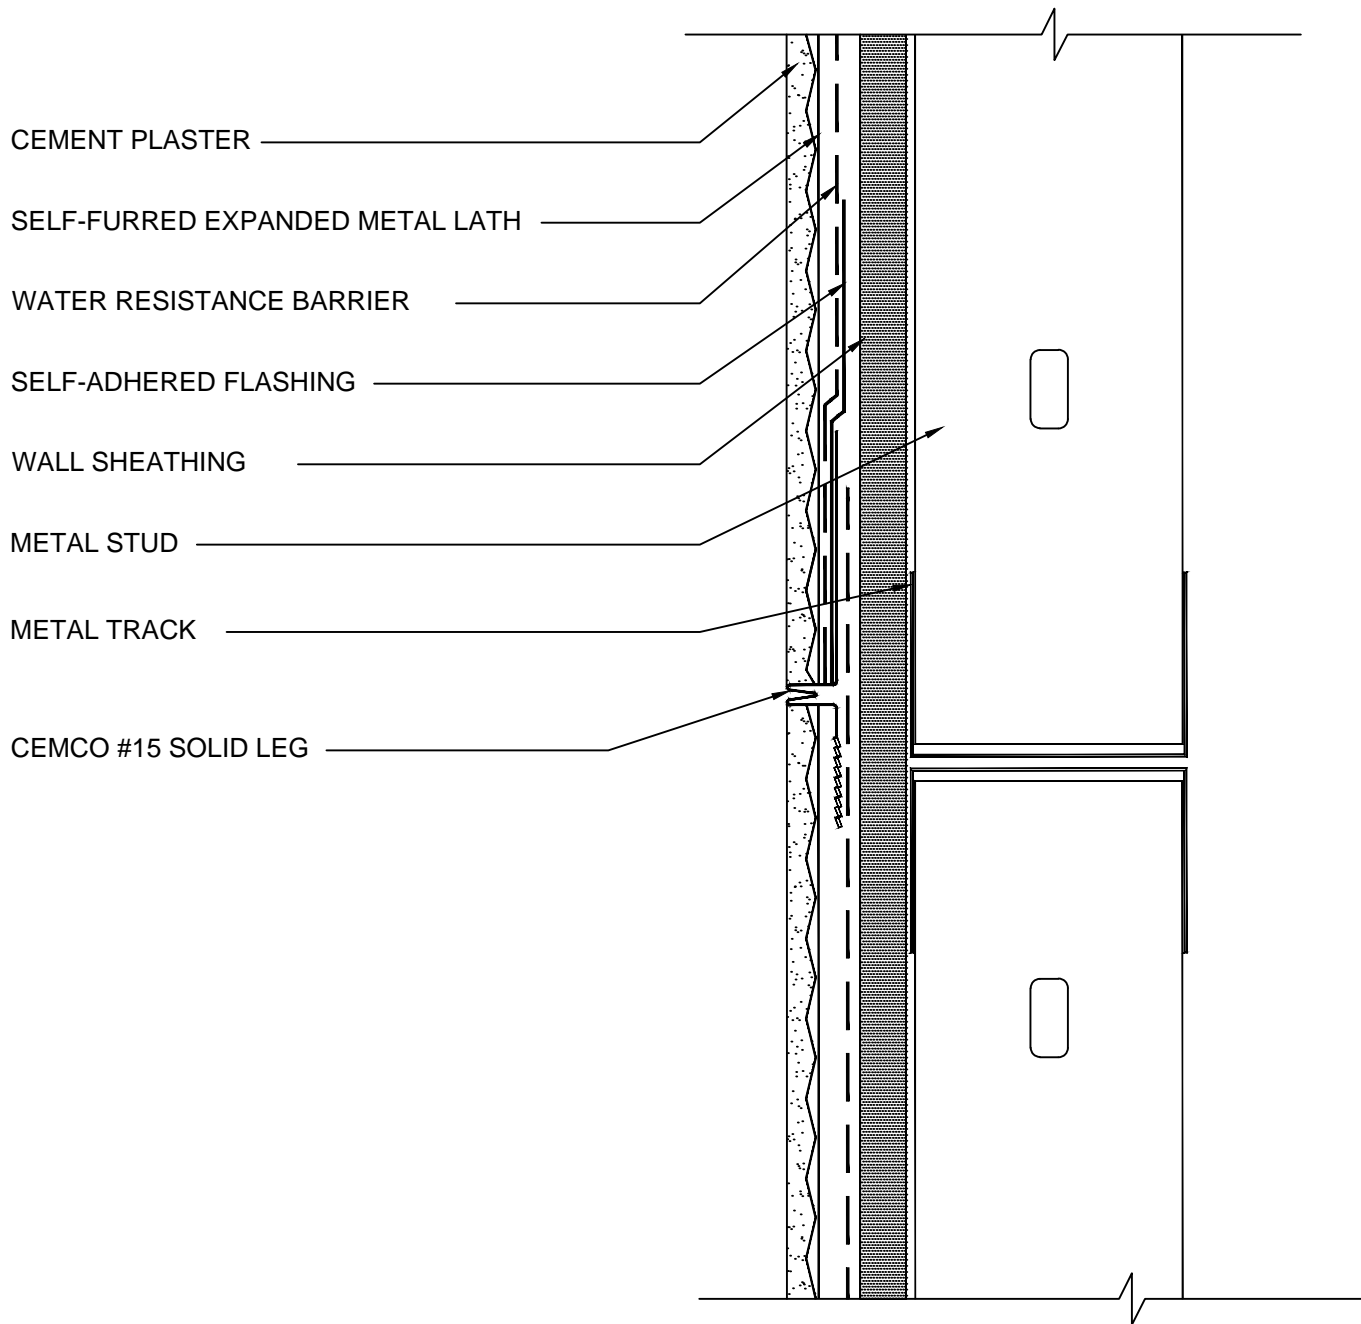 CEMENT PLASTER
SELF-FURRED EXPANDED METAL LATH
WATER RESISTANCE BARRIER
SELF-ADHERED FLASHING
WALL SHEATHING
METAL STUD
METAL TRACK
CEMCO #15 SOLID LEG